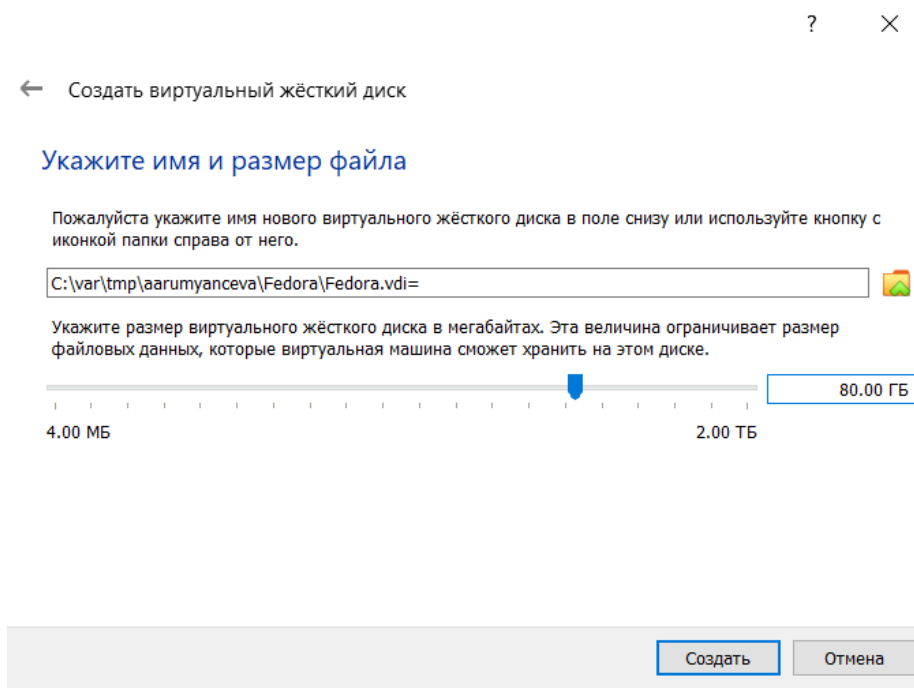 ?
Создать виртуальный жёсткий диск
Укажите имя и размер файла
Пожалуйста укажите имя нового виртуального жёсткого диска в поле снизу или используйте кнопку с
иконкой папки справа от него.
C:\var\tmp\aarumyanceva\Fedora\Fedora.vdi=
Укажите размер виртуального жёсткого диска в мегабайтах. Эта величина ограничивает размер
файловых данных, которые виртуальная машина сможет хранить на этом диске.
80.00 ГБ
4.00 МБ
2.00 ТБ
Создать
Отмена